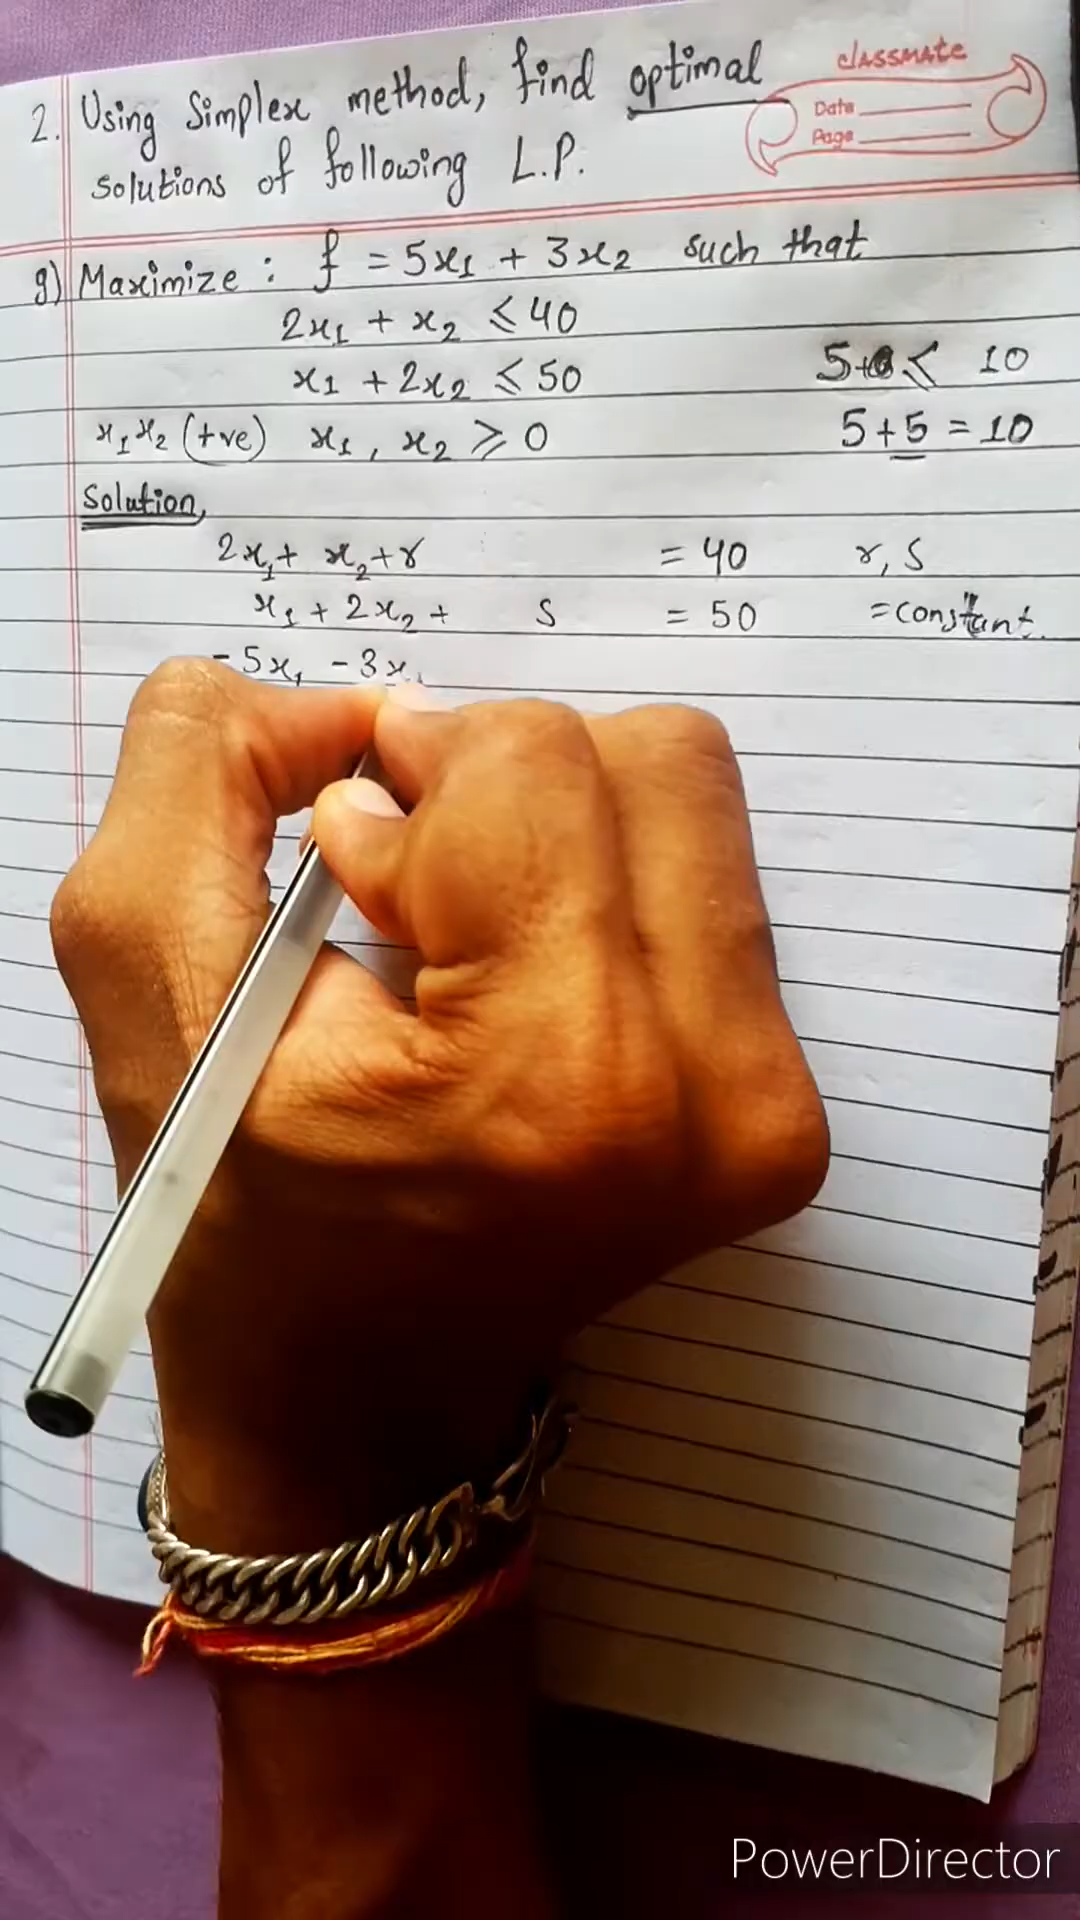 classmate
Date
Page
2. Using Simplex method, find optimal
solutions of following L.P.
g) Maximize : f = 5x₁ + 3x₂ such that
2x₁ + x₂ ≤ 40
x₁ + 2x₂ ≤ 50 5+ < 10
x₁ x₂ (+ve) x₁ , x₂ ≥ 0 5+5 = 10
Solution,
2x₁ + x₂ + r = 40 r, S
x₁ + 2x₂ + S = 50 = constant.
-5x₁ -3x
PowerDirector